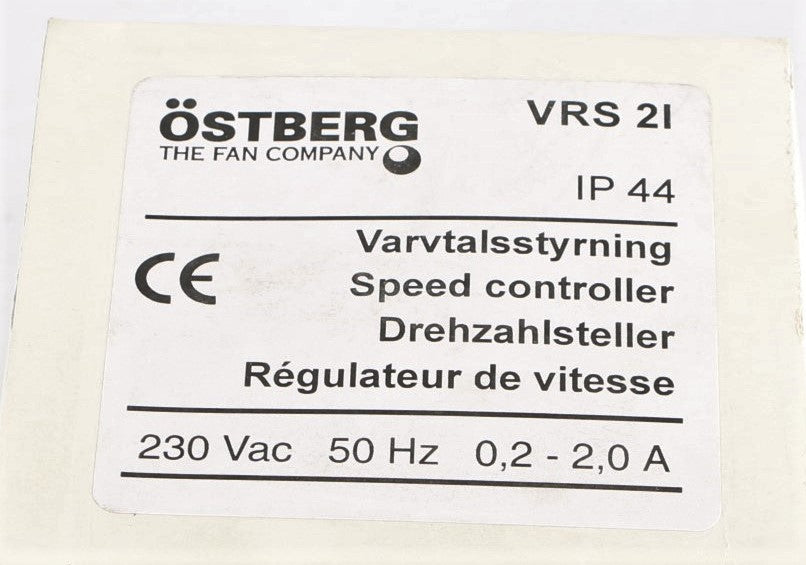 ÖSTBERG
THE FAN COMPANY
VRS 2I
IP 44
CE
Varvtalsstyrning
Speed controller
Drehzahlsteller
Régulateur de vitesse
230 Vac 50 Hz 0,2 - 2,0 A